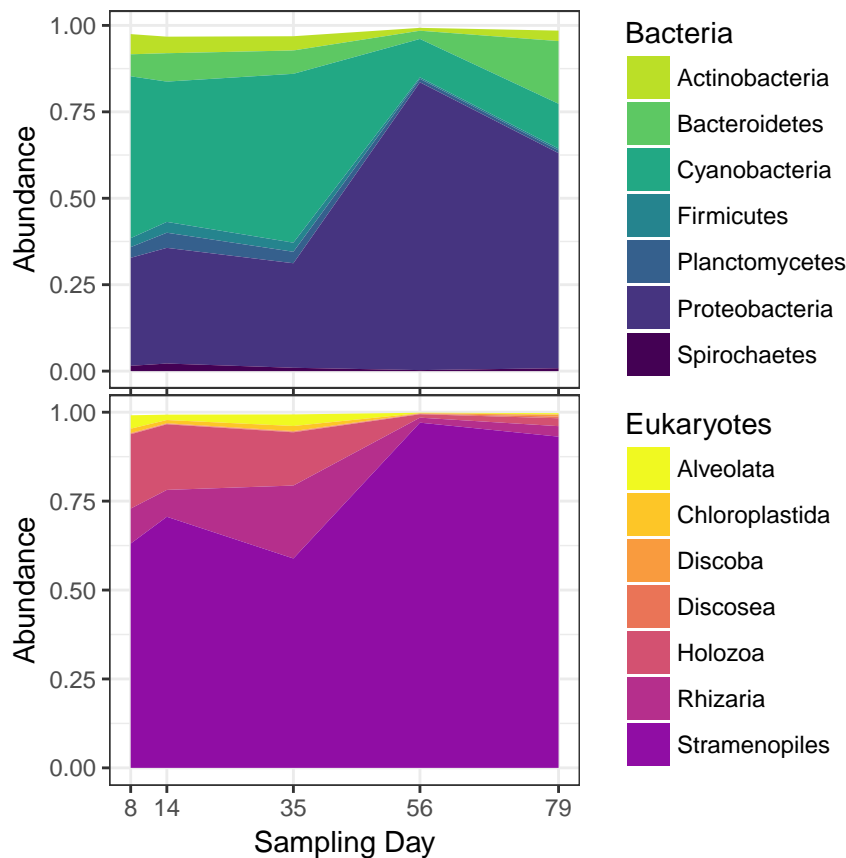 Abundance
1.00
0.75
0.50
0.25
0.00
Bacteria
Actinobacteria
Bacteroidetes
Cyanobacteria
Firmicutes
Planctomycetes
Proteobacteria
Spirochaetes
Abundance
1.00
0.75
0.50
0.25
0.00
Eukaryotes
Alveolata
Chloroplastida
Discoba
Discosea
Holozoa
Rhizaria
Stramenopiles
8 14 35 56 79
Sampling Day